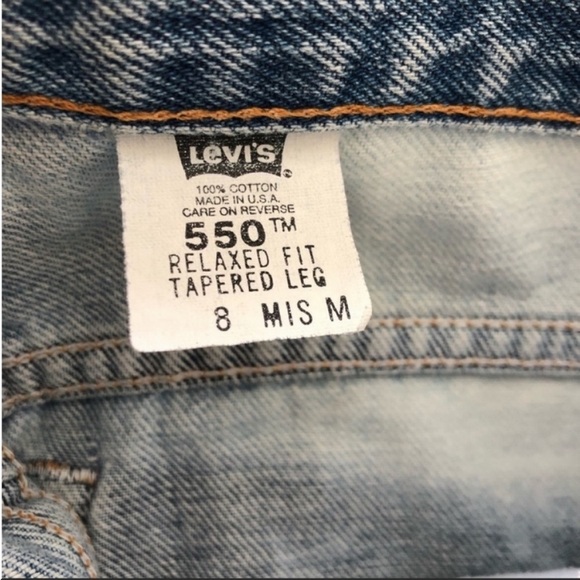 LEVI'S
100% COTTON
MADE IN U.S.A.
CARE ON REVERSE
550™
RELAXED FIT
TAPERED LEG
8 MIS M